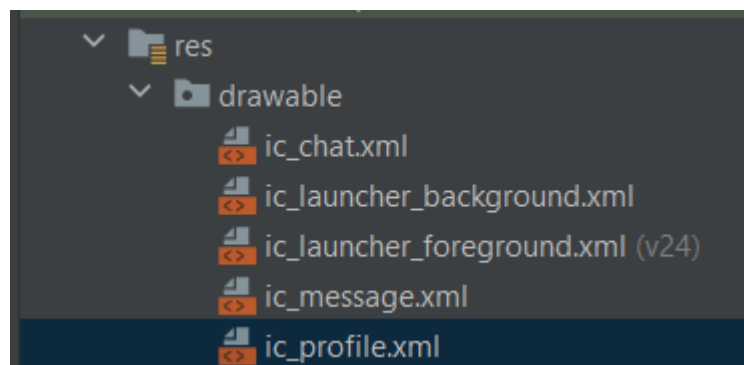 res
drawable
ic_chat.xml
ic_launcher_background.xml
ic_launcher_foreground.xml (v24)
ic_message.xml
ic_profile.xml